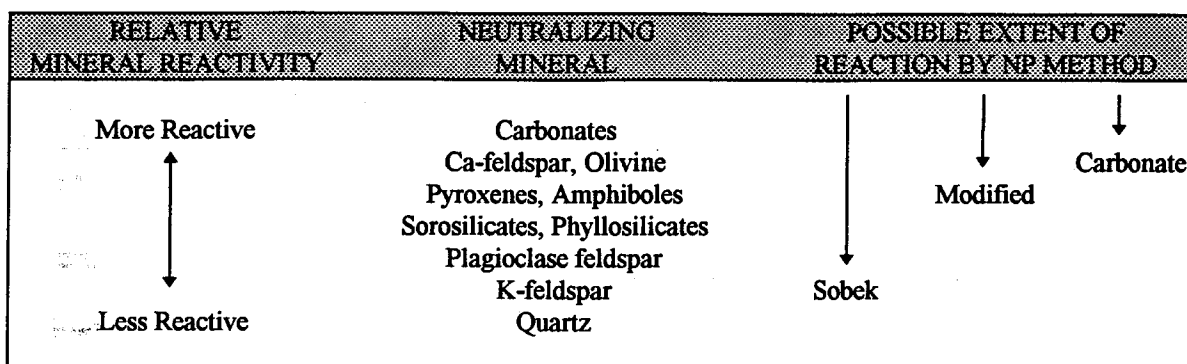 RELATIVE MINERAL REACTIVITY
NEUTRALIZING MINERAL
POSSIBLE EXTENT OF REACTION BY NP METHOD
More Reactive
Less Reactive
Carbonates
Ca-feldspar, Olivine
Pyroxenes, Amphiboles
Sorosilicates, Phyllosilicates
Plagioclase feldspar
K-feldspar
Quartz
Sobek
Modified
Carbonate